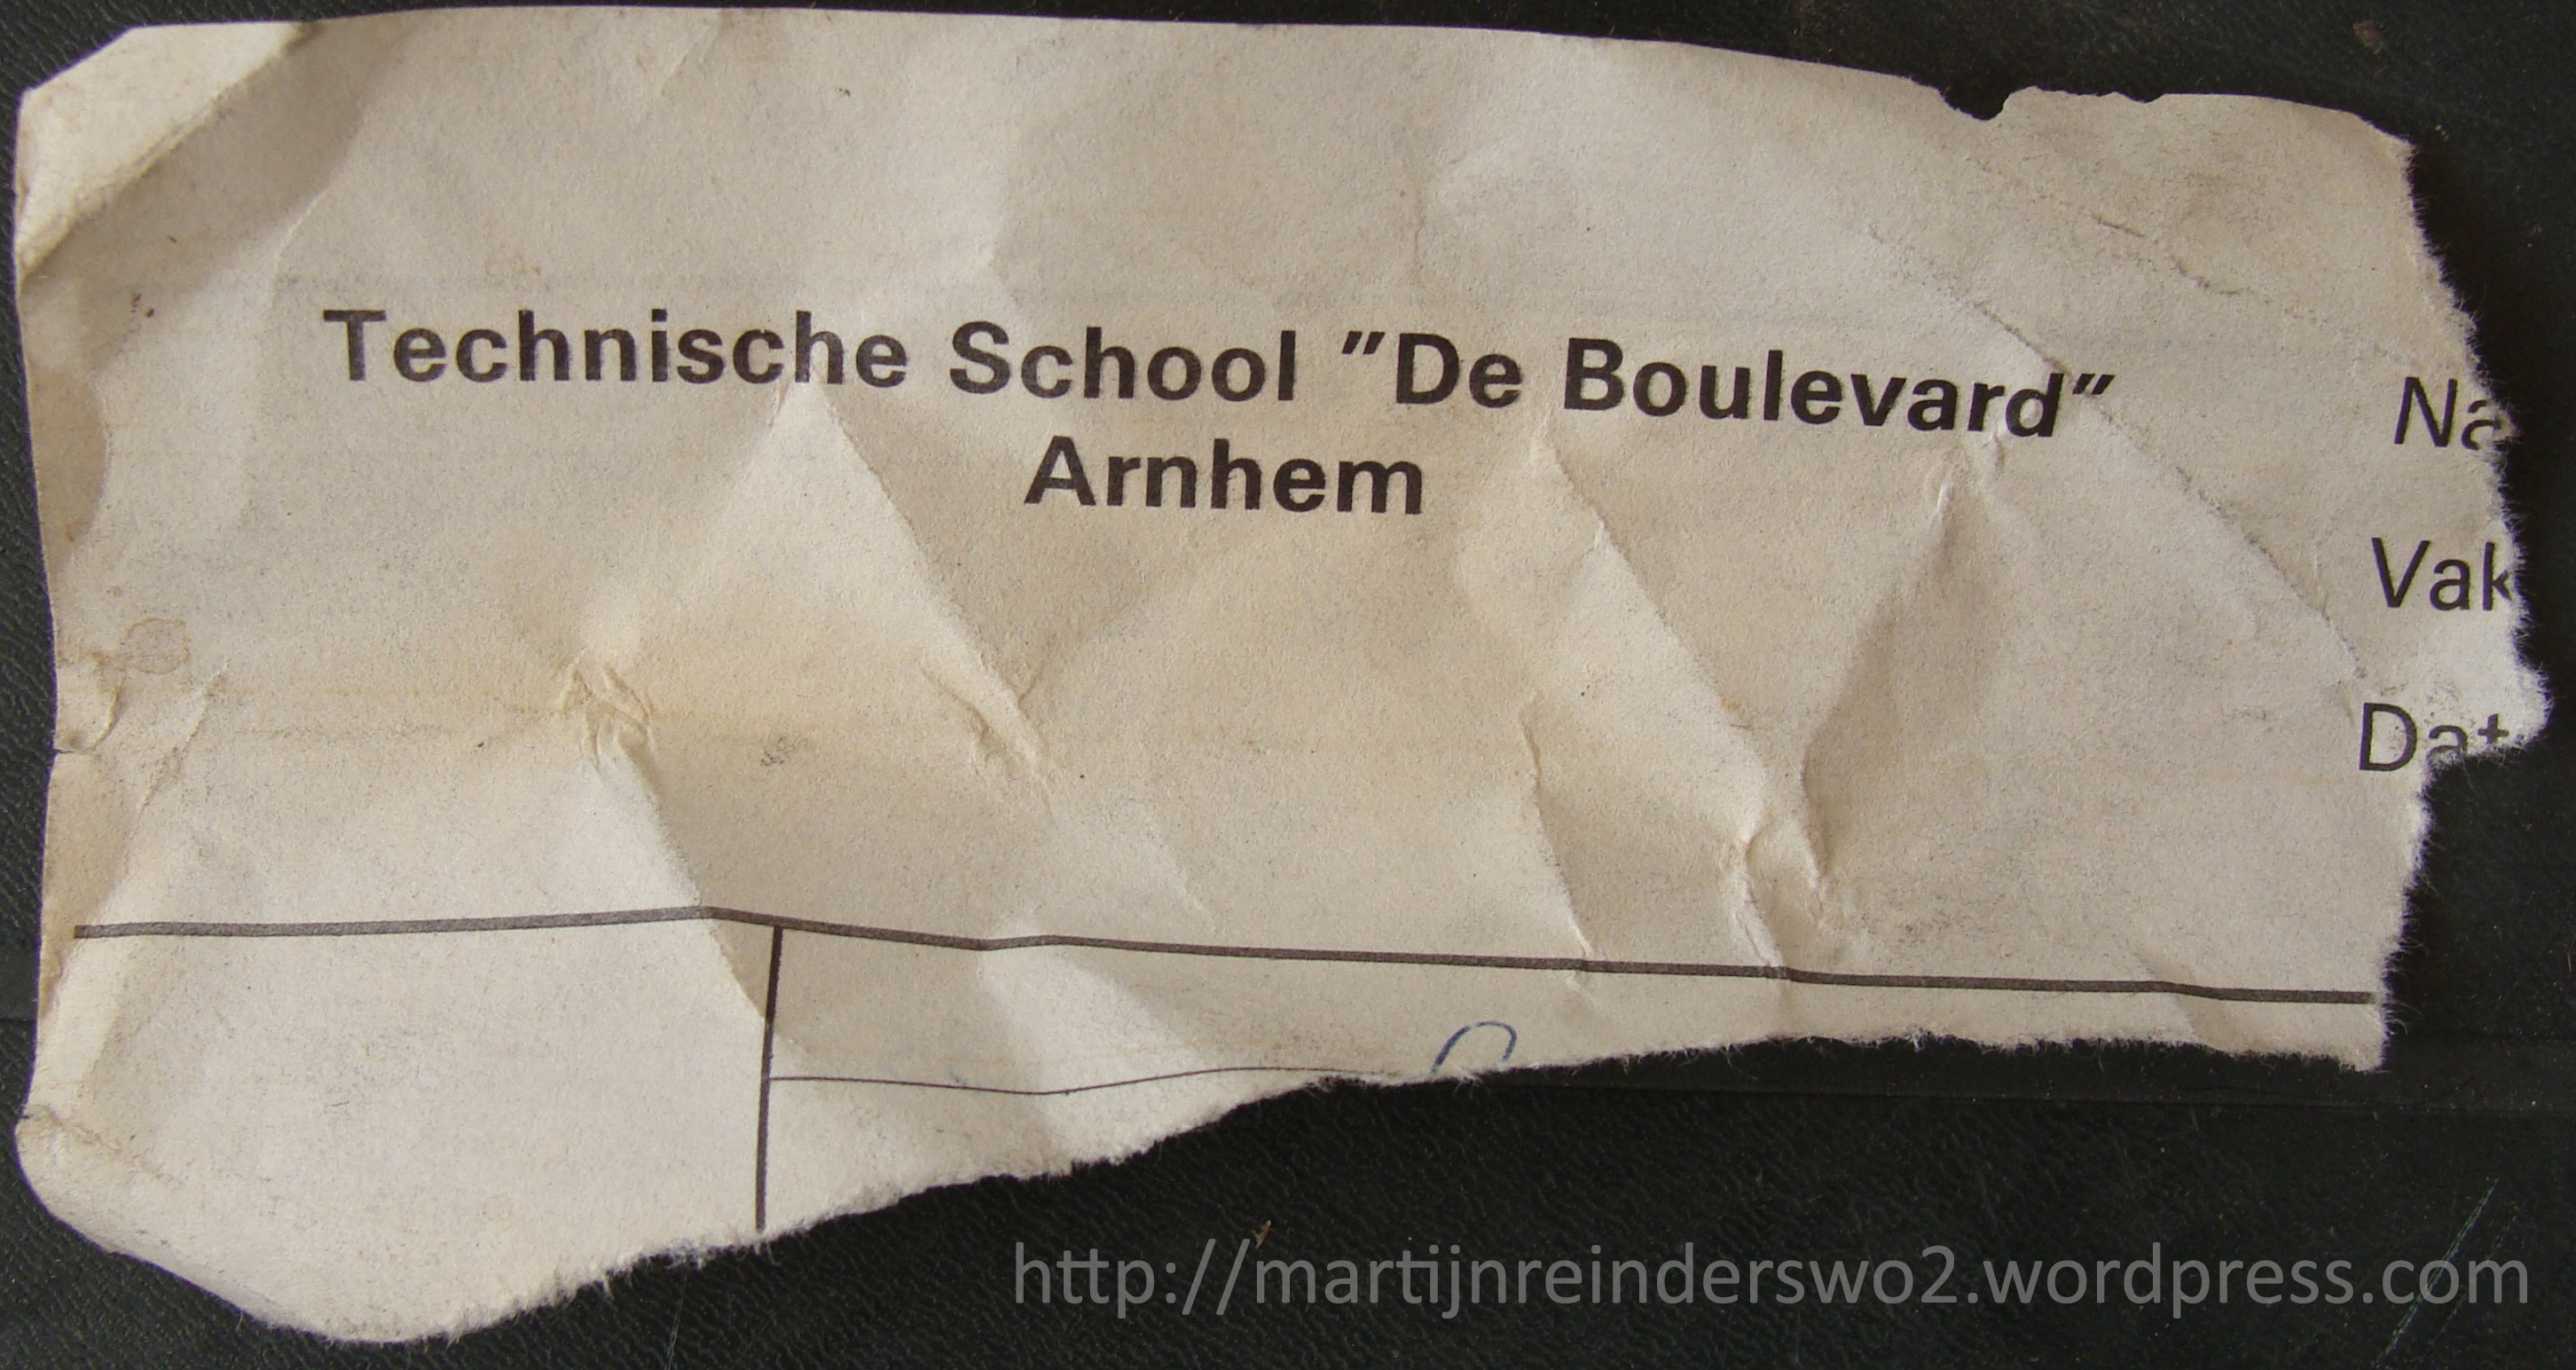 Technische School "De Boulevard"
Arnhem
Na
Vak
Dat
http://martijnreinderswo2.wordpress.com